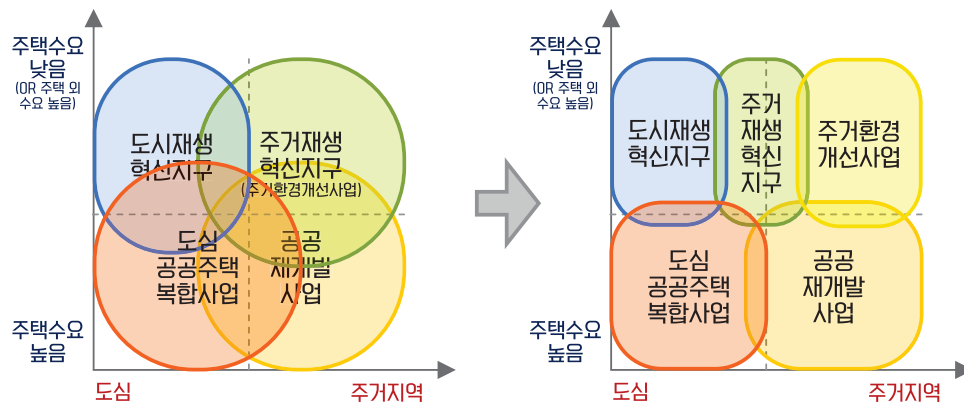 주택수요
낮음
(OR 주택 외
수요 높음)
도시재생
혁신지구
주거재생
혁신지구
(주거환경개선사업)
도심
공공주택
복합사업
공공
재개발
사업
주택수요
높음
도심
주거지역
주택수요
낮음
(OR 주택 외
수요 높음)
도시재생
혁신지구
주거
재생
혁신
지구
주거환경
개선사업
도심
공공주택
복합사업
공공
재개발
사업
주택수요
높음
도심
주거지역